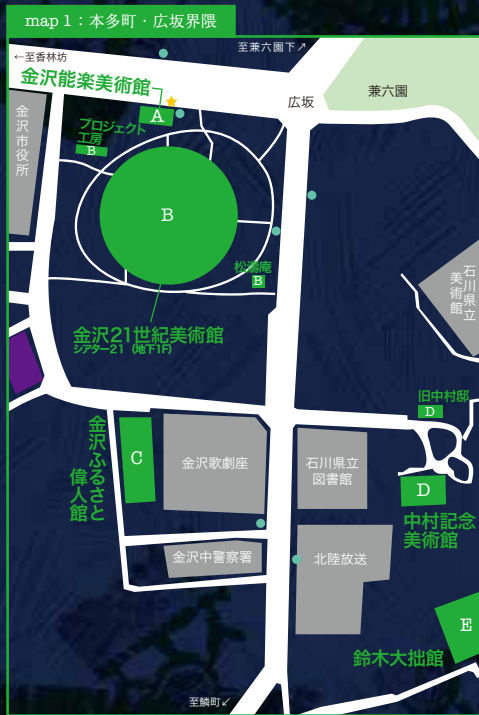 map 1：本多町・広坂界隈
至兼六園下↗
←至香林坊
金沢能楽美術館
A
広坂
兼六園
金沢市役所
プロジェクト
工房
B
B
松濤庵
B
石川県立
美術館
金沢21世紀美術館
シアター21（地下1F）
旧中村邸
D
金沢ふるさと
偉人館
C
金沢歌劇座
石川県立
図書館
D
中村記念
美術館
金沢中警察署
北陸放送
E
鈴木大拙館
至鱗町↙